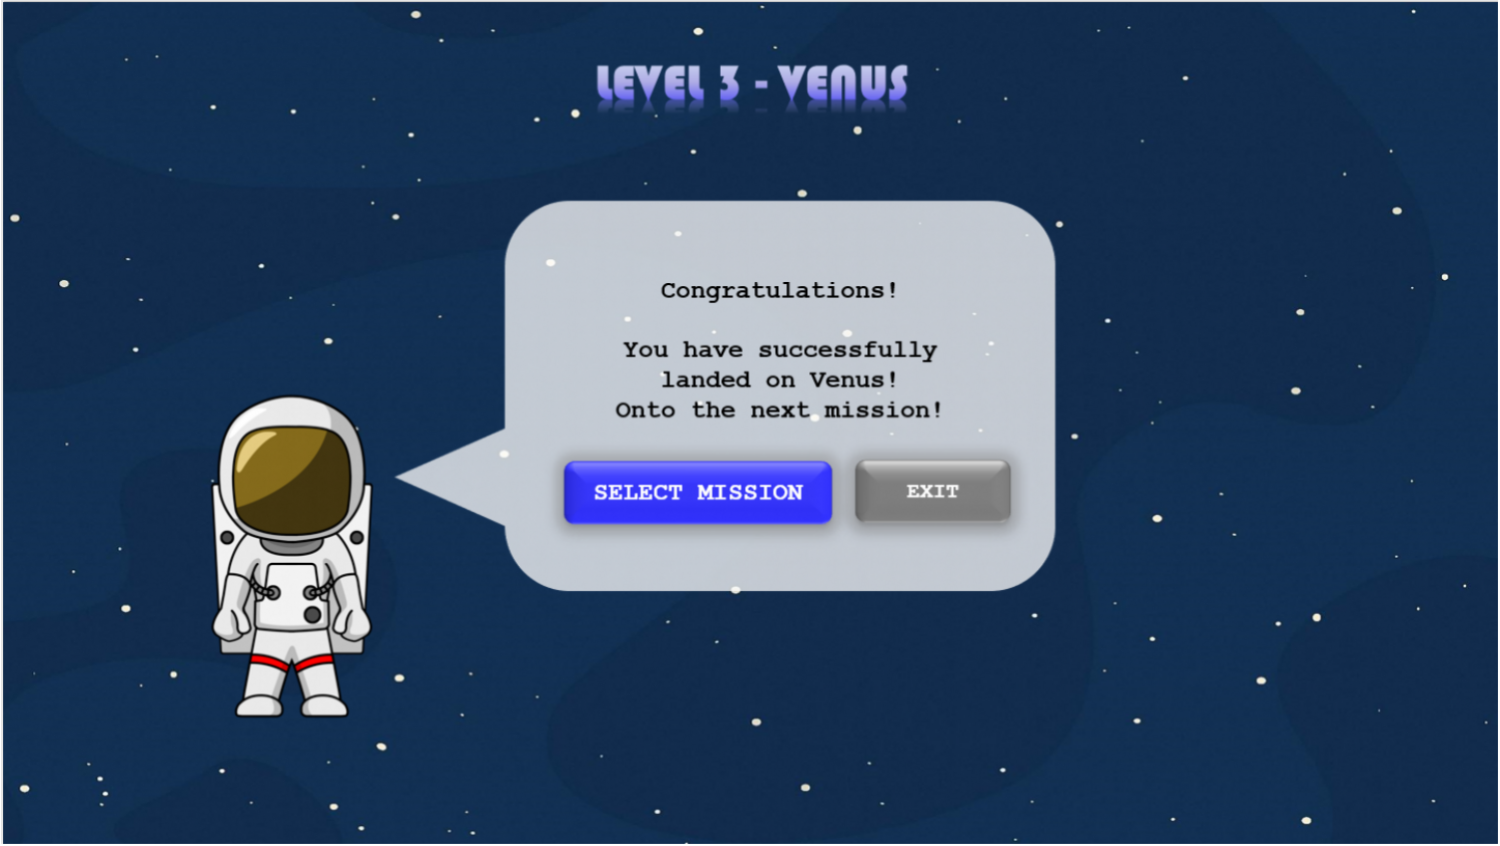 LEVEL 3 - VENUS
Congratulations!
You have successfully
landed on Venus!
Onto the next mission!
SELECT MISSION
EXIT